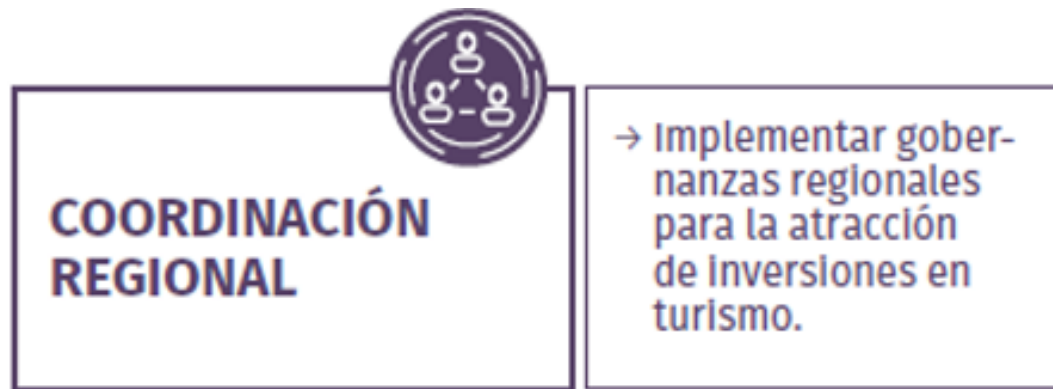 COORDINACIÓN
REGIONAL
→ Implementar gober-
nanzas regionales
para la atracción
de inversiones en
turismo.